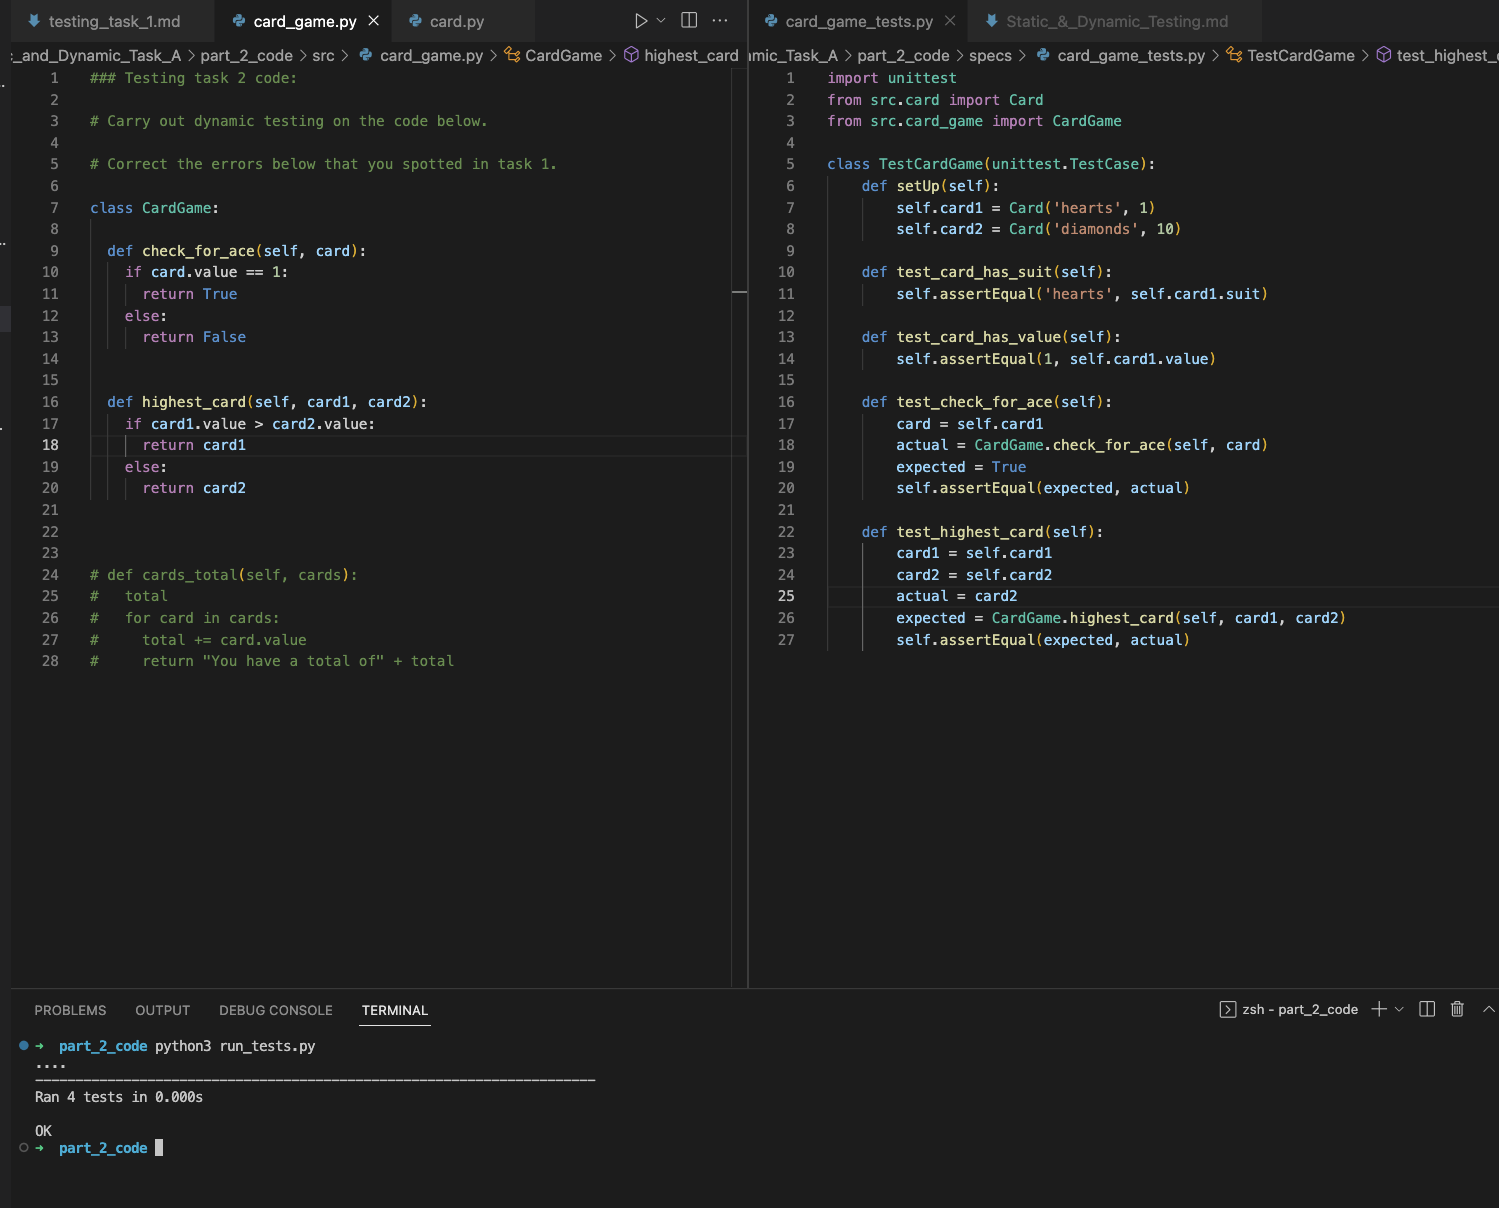 testing_task_1.md card_game.py card.py
_and_Dynamic_Task_A > part_2_code > src > card_game.py > CardGame > highest_card
1 ### Testing task 2 code:
2
3 # Carry out dynamic testing on the code below.
4
5 # Correct the errors below that you spotted in task 1.
6
7 class CardGame:
8
9 def check_for_ace(self, card):
10 if card.value == 1:
11 return True
12 else:
13 return False
14
15
16 def highest_card(self, card1, card2):
17 if card1.value > card2.value:
18 return card1
19 else:
20 return card2
21
22
23
24 # def cards_total(self, cards):
25 # total
26 # for card in cards:
27 # total += card.value
28 # return "You have a total of" + total
card_game_tests.py Static_&_Dynamic_Testing.md
amic_Task_A > part_2_code > specs > card_game_tests.py > TestCardGame > test_highest_
1 import unittest
2 from src.card import Card
3 from src.card_game import CardGame
4
5 class TestCardGame(unittest.TestCase):
6 def setUp(self):
7 self.card1 = Card('hearts', 1)
8 self.card2 = Card('diamonds', 10)
9
10 def test_card_has_suit(self):
11 self.assertEqual('hearts', self.card1.suit)
12
13 def test_card_has_value(self):
14 self.assertEqual(1, self.card1.value)
15
16 def test_check_for_ace(self):
17 card = self.card1
18 actual = CardGame.check_for_ace(self, card)
19 expected = True
20 self.assertEqual(expected, actual)
21
22 def test_highest_card(self):
23 card1 = self.card1
24 card2 = self.card2
25 actual = card2
26 expected = CardGame.highest_card(self, card1, card2)
27 self.assertEqual(expected, actual)
PROBLEMS OUTPUT DEBUG CONSOLE TERMINAL
zsh - part_2_code
→ part_2_code python3 run_tests.py
....
----------------------------------------------------------------------
Ran 4 tests in 0.000s

OK
→ part_2_code